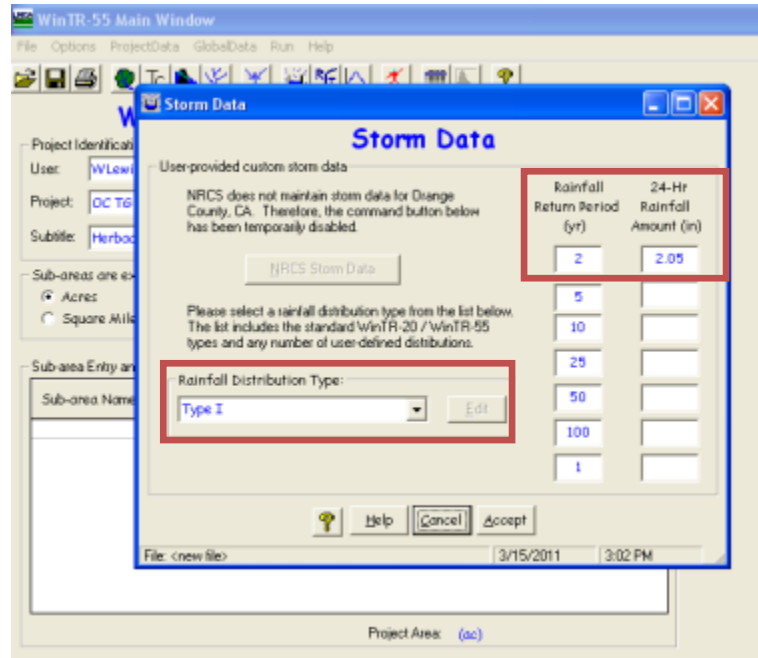 WinTR-55 Main Window
File Options ProjectData GlobalData Run Help
Storm Data
Storm Data
Project Identificati
User: WLewi
Project: OC TG
Subtitle: Herboo
Sub-areas are ex
Acres
Square Mile
Sub-area Entry an
Sub-area Name
User-provided custom storm data
NRCS does not maintain storm data for Orange
County, CA. Therefore, the command button below
has been temporarily disabled.
NRCS Storm Data
Please select a rainfall distribution type from the list below.
The list includes the standard WinTR-20 / WinTR-55
types and any number of user-defined distributions.
Rainfall Distribution Type:
Type I
Edit
Rainfall
Return Period
(yr)
24-Hr
Rainfall
Amount (in)
2 2.05
5
10
25
50
100
1
? Help Cancel Accept
File: <new file> 3/15/2011 3:02 PM
Project Area: (ac)